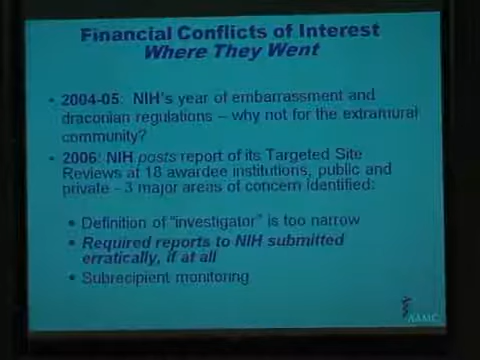 Financial Conflicts of Interest
Where They Went
• 2004-05: NIH's year of embarrassment and
draconian regulations – why not for the extramural
community?
• 2006: NIH posts report of its Targeted Site
Reviews at 18 awardee institutions, public and
private - 3 major areas of concern identified:
• Definition of "investigator" is too narrow
• Required reports to NIH submitted
erratically, if at all
• Subrecipient monitoring
AAMC